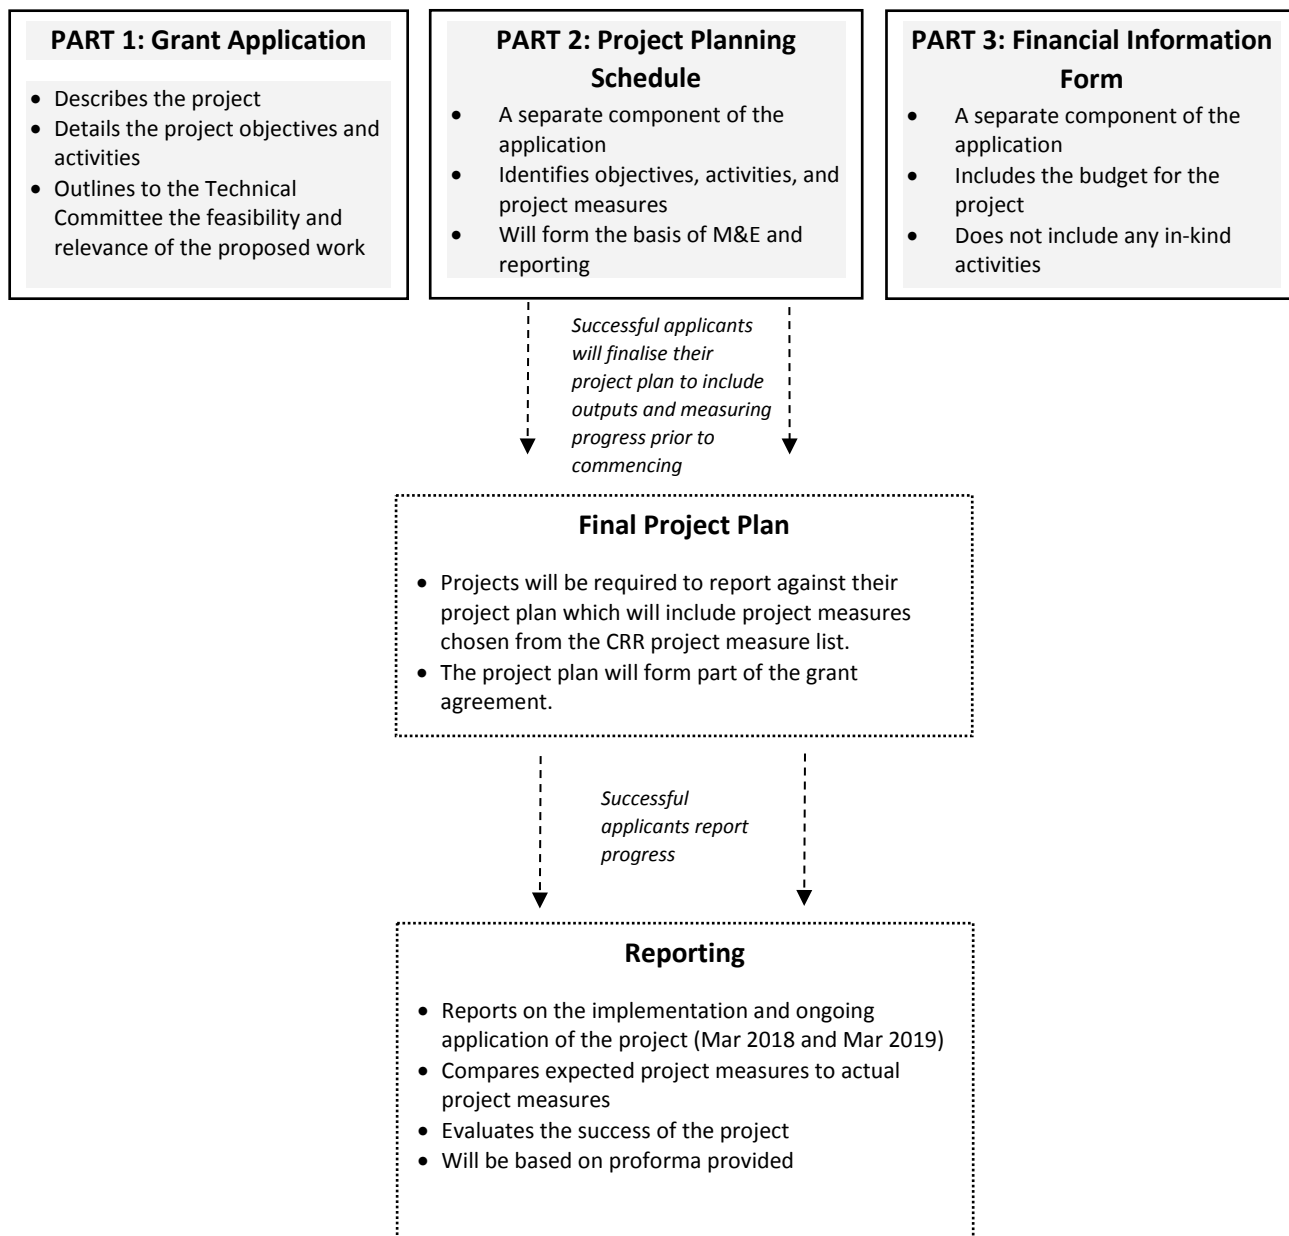 PART 1: Grant Application
• Describes the project
• Details the project objectives and
activities
• Outlines to the Technical
Committee the feasibility and
relevance of the proposed work
PART 2: Project Planning
Schedule
• A separate component of the
application
• Identifies objectives, activities, and
project measures
• Will form the basis of M&E and
reporting
PART 3: Financial Information
Form
• A separate component of the
application
• Includes the budget for the
project
• Does not include any in-kind
activities
Successful applicants
will finalise their
project plan to include
outputs and measuring
progress prior to
commencing
Final Project Plan
• Projects will be required to report against their
project plan which will include project measures
chosen from the CRR project measure list.
• The project plan will form part of the grant
agreement.
Successful
applicants report
progress
Reporting
• Reports on the implementation and ongoing
application of the project (Mar 2018 and Mar 2019)
• Compares expected project measures to actual
project measures
• Evaluates the success of the project
• Will be based on proforma provided